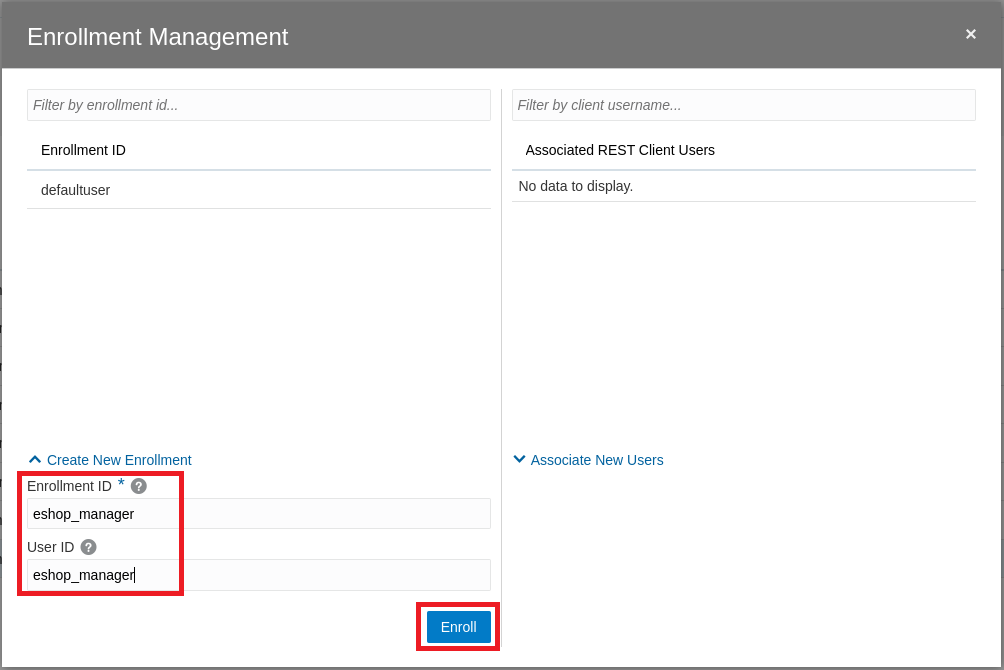 Enrollment Management
×
Filter by enrollment id...
Enrollment ID
defaultuser
Create New Enrollment
Enrollment ID * ?
eshop_manager
User ID ?
eshop_manager
Enroll
Filter by client username...
Associated REST Client Users
No data to display.
Associate New Users